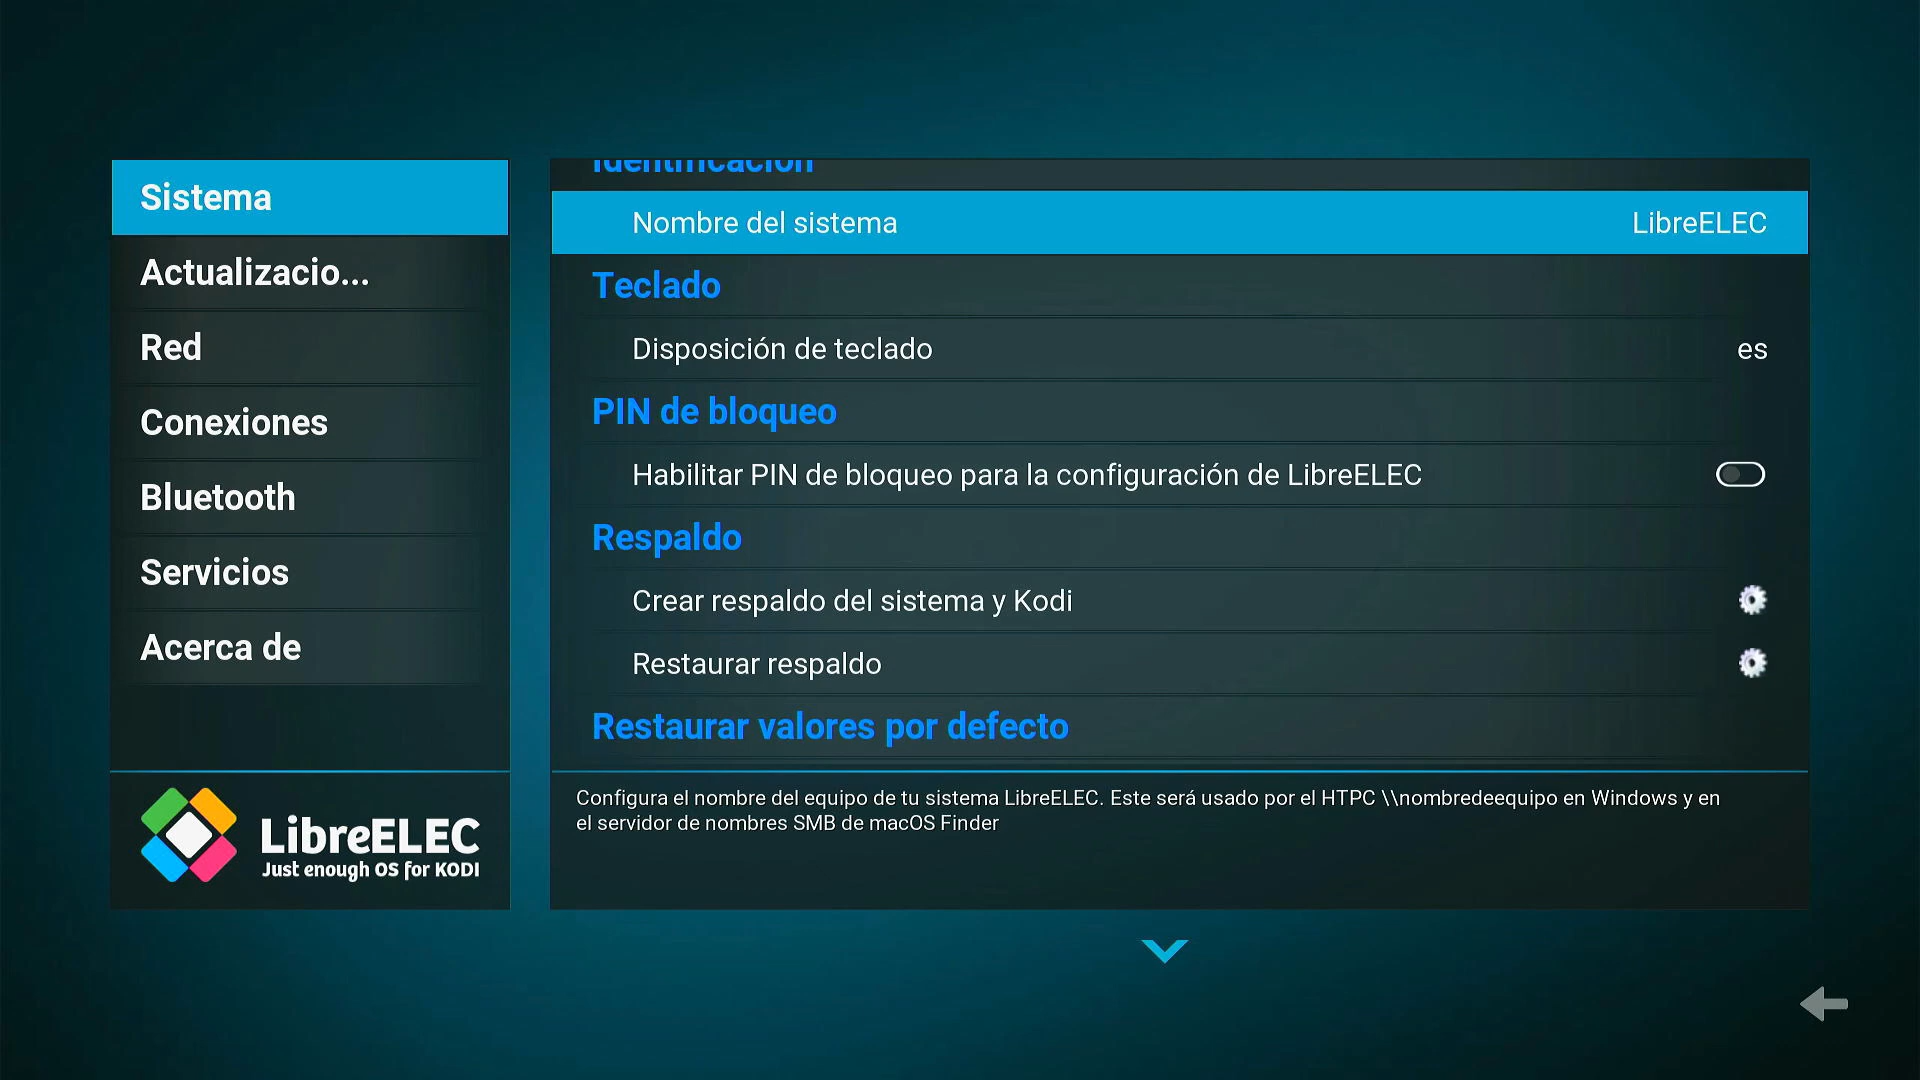 Sistema
Actualizacio...
Red
Conexiones
Bluetooth
Servicios
Acerca de
LibreELEC
Just enough OS for KODI
Identificación
Nombre del sistema LibreELEC
Teclado
Disposición de teclado es
PIN de bloqueo
Habilitar PIN de bloqueo para la configuración de LibreELEC
Respaldo
Crear respaldo del sistema y Kodi
Restaurar respaldo
Restaurar valores por defecto
Configura el nombre del equipo de tu sistema LibreELEC. Este será usado por el HTPC \\nombredeequipo en Windows y en
el servidor de nombres SMB de macOS Finder